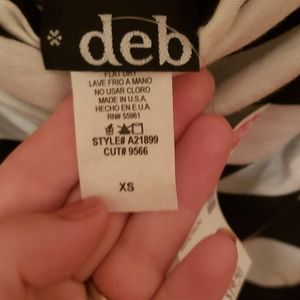 deb
FLAT DRY
LAVE FRIO A MANO
NO USAR CLORO
MADE IN U.S.A.
HECHO EN E.U.A.
RN# 55961
STYLE# A21899
CUT# 9566
XS